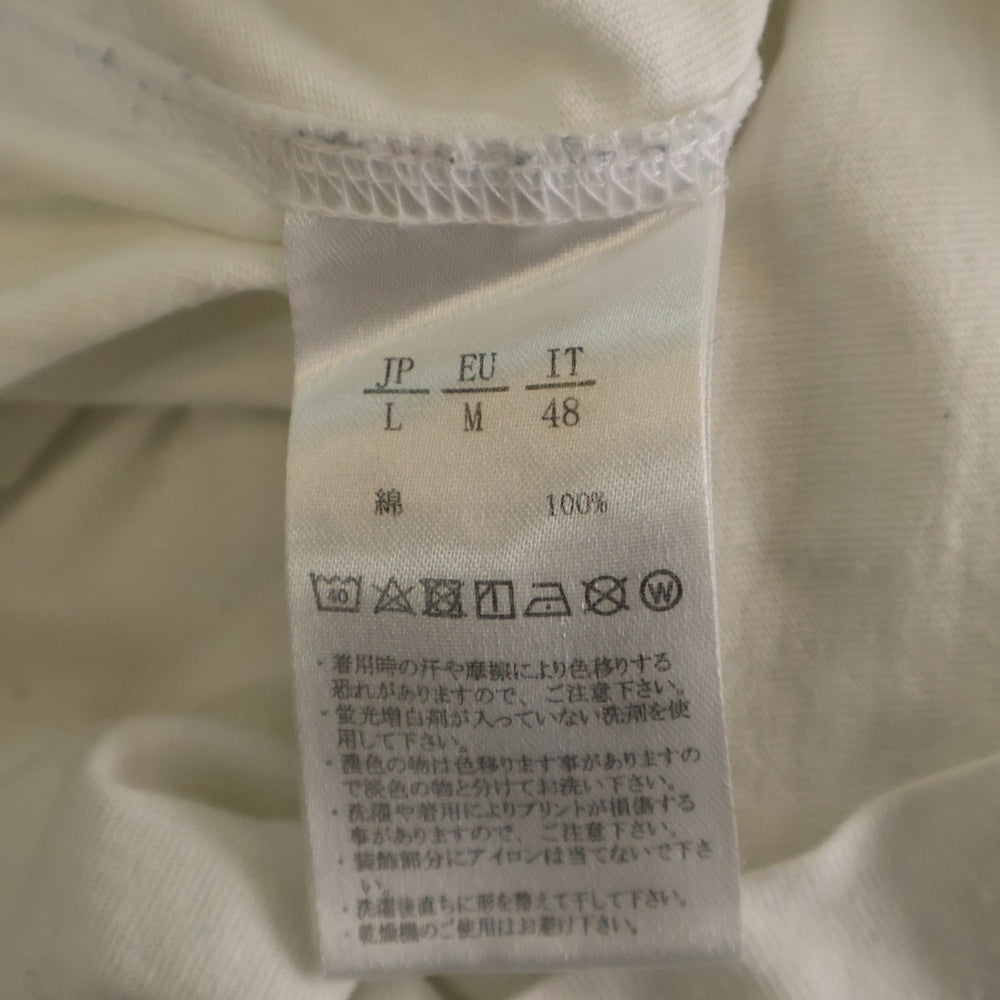 JP EU IT
L M 48
綿 100%
40 W
・着用時の汗や摩擦により色移りする
恐れがありますので、ご注意下さい。
・蛍光増白剤が入っていない洗剤を使
用して下さい。
・濃色の物は色移ります事がありますの
で淡色の物と分けてお洗い下さい。
・洗濯や着用によりプリントが損傷する
事がありますので、ご注意下さい。
・装飾部分にアイロンは当てないで下さ
い。
・洗濯後直ちに形を整えて干して下さい。
・乾燥機のご使用はお避け下さい。